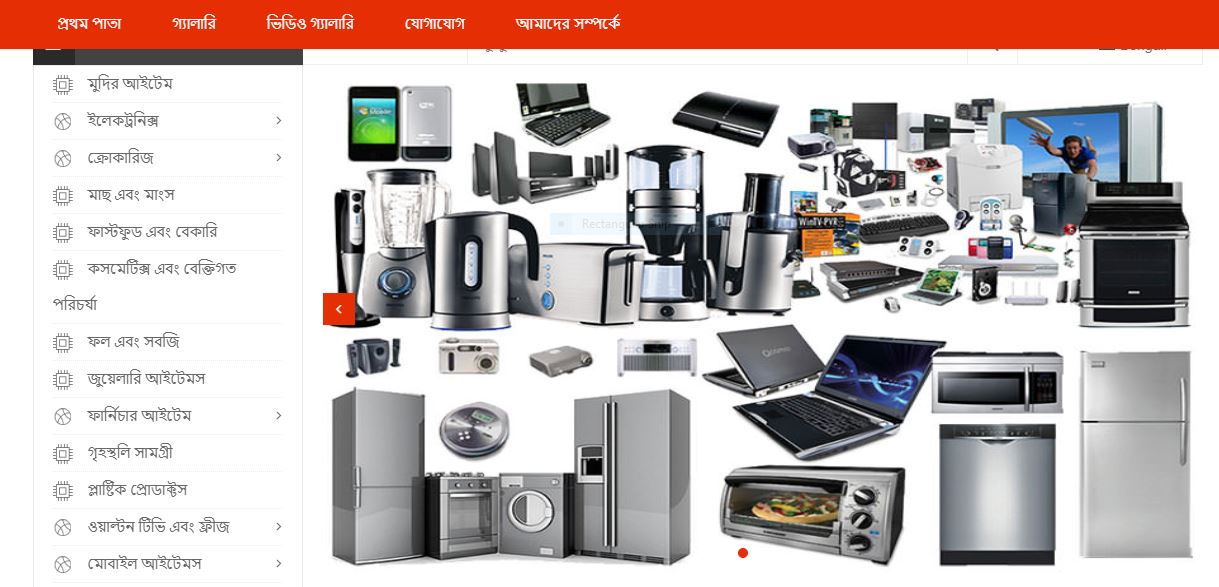 প্রথম পাতা গ্যালারি ভিডিও গ্যালারি যোগাযোগ আমাদের সম্পর্কে
মুদির আইটেম
ইলেকট্রনিক্স
ক্রোকারিজ
মাছ এবং মাংস
ফাস্টফুড এবং বেকারি
কসমেটিক্স এবং বেক্তিগত
পরিচর্যা
ফল এবং সবজি
জুয়েলারি আইটেমস
ফার্নিচার আইটেম
গৃহস্থলি সামগ্রী
প্লাষ্টিক প্রোডাক্টস
ওয়াল্টন টিভি এবং ফ্রীজ
মোবাইল আইটেমস
WinTV-PVR